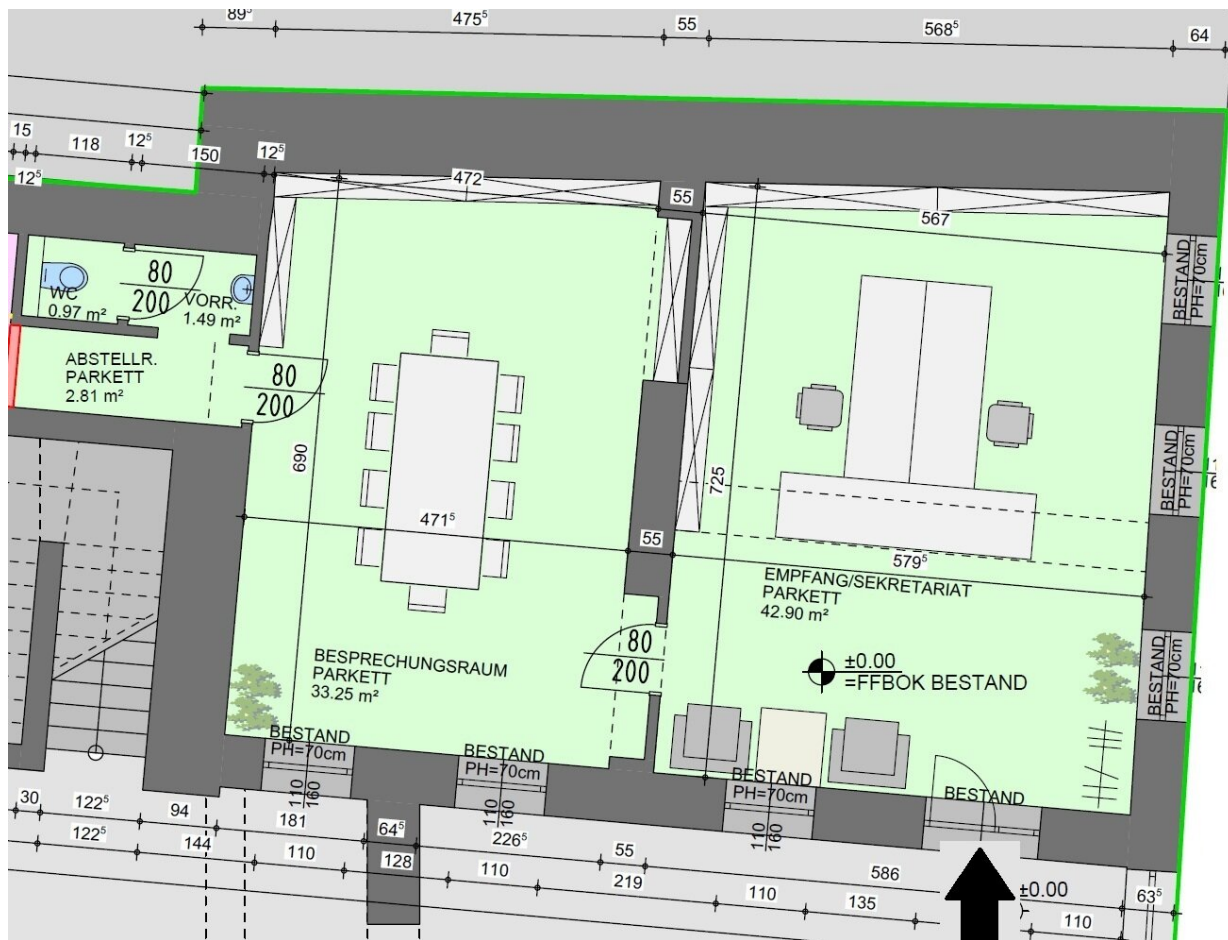 89⁵
475⁵
55
568⁵
64
15
118
12⁵
150
12⁵
12⁵
472
55
567
BESTAND
PH=70cm
80
200
WC
0.97 m²
VORR.
1.49 m²
ABSTELLR.
PARKETT
2.81 m²
80
200
690
725
BESTAND
PH=70cm
471⁵
55
579⁵
EMPFANG/SEKRETARIAT
PARKETT
42.90 m²
80
200
±0.00
=FFBOK BESTAND
BESTAND
PH=70cm
BESPRECHUNGSRAUM
PARKETT
33.25 m²
BESTAND
PH=70cm
110
160
BESTAND
PH=70cm
110
160
BESTAND
PH=70cm
110
160
BESTAND
30
122⁵
94
181
64⁵
226⁵
55
586
63⁵
122⁵
144
110
128
110
219
110
135
±0.00
110